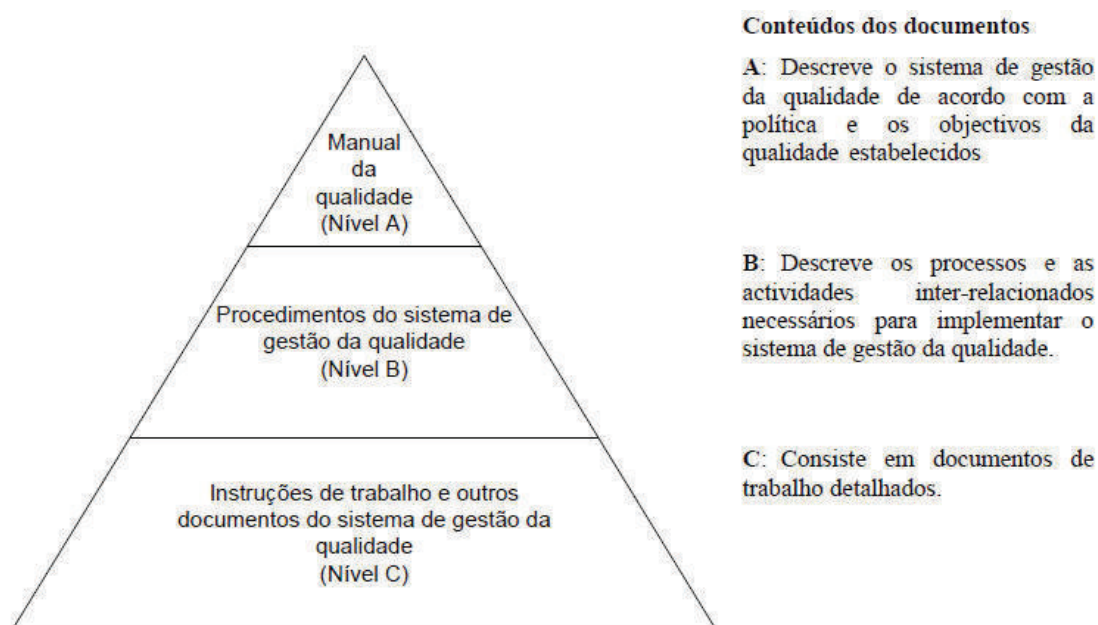 Manual
da
qualidade
(Nível A)
Procedimentos do sistema de
gestão da qualidade
(Nível B)
Instruções de trabalho e outros
documentos do sistema de gestão da
qualidade
(Nível C)
Conteúdos dos documentos
A: Descreve o sistema de gestão
da qualidade de acordo com a
política e os objectivos da
qualidade estabelecidos
B: Descreve os processos e as
actividades inter-relacionados
necessários para implementar o
sistema de gestão da qualidade.
C: Consiste em documentos de
trabalho detalhados.